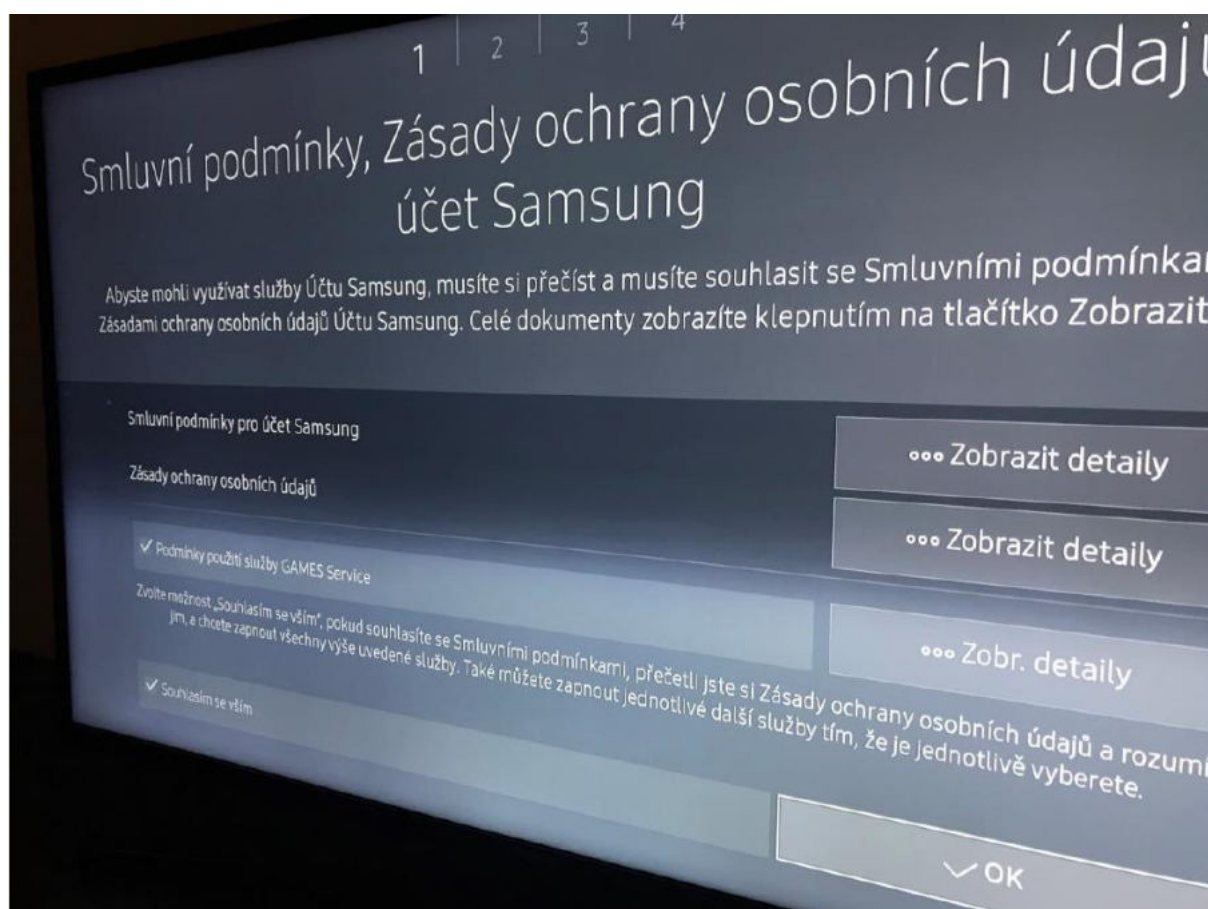 1 | 2 | 3 | 4
Smluvní podmínky, Zásady ochrany osobních údajů
účet Samsung
Abyste mohli využívat služby Účtu Samsung, musíte si přečíst a musíte souhlasit se Smluvními podmínka
Zásadami ochrany osobních údajů Účtu Samsung. Celé dokumenty zobrazíte klepnutím na tlačítko Zobrazit
Smluvní podmínky pro účet Samsung
Zobrazit detaily
Zásady ochrany osobních údajů
Zobrazit detaily
✓ Podmínky použití služby GAMES Service
Zobr. detaily
Zvolte možnost „Souhlasím se vším“, pokud souhlasíte se Smluvními podmínkami, přečetli jste si Zásady ochrany osobních údajů a rozumí
jim, a chcete zapnout všechny výše uvedené služby. Také můžete zapnout jednotlivé další služby tím, že je jednotlivě vyberete.
✓ Souhlasím se vším
✓ OK